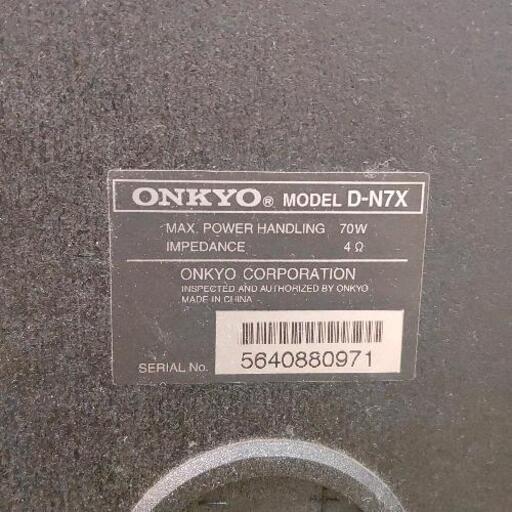 ONKYO® MODEL D-N7X
MAX. POWER HANDLING 70W
IMPEDANCE 4 Ω
ONKYO CORPORATION
INSPECTED AND AUTHORIZED BY ONKYO
MADE IN CHINA
SERIAL No. 5640880971